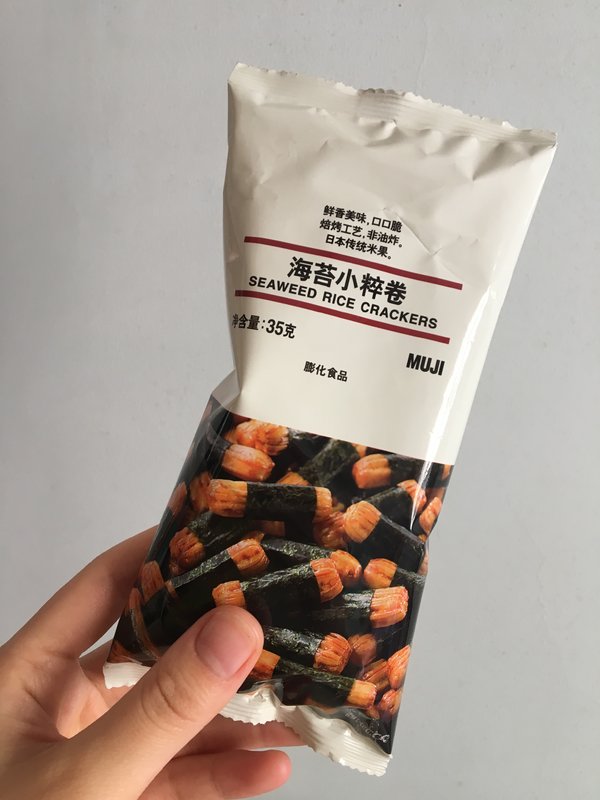 鲜香美味,口口脆
焙烤工艺,非油炸。
日本传统米果。
海苔小粹卷
SEAWEED RICE CRACKERS
净含量:35克
MUJI
膨化食品